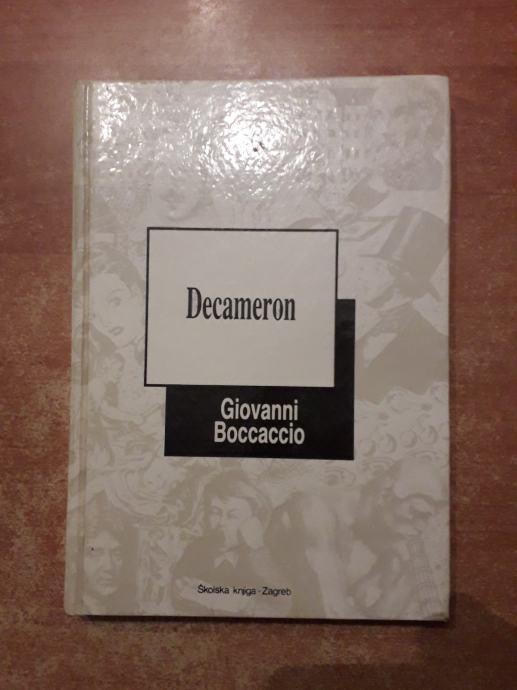 Decameron
Giovanni
Boccaccio
Školska knjiga - Zagreb